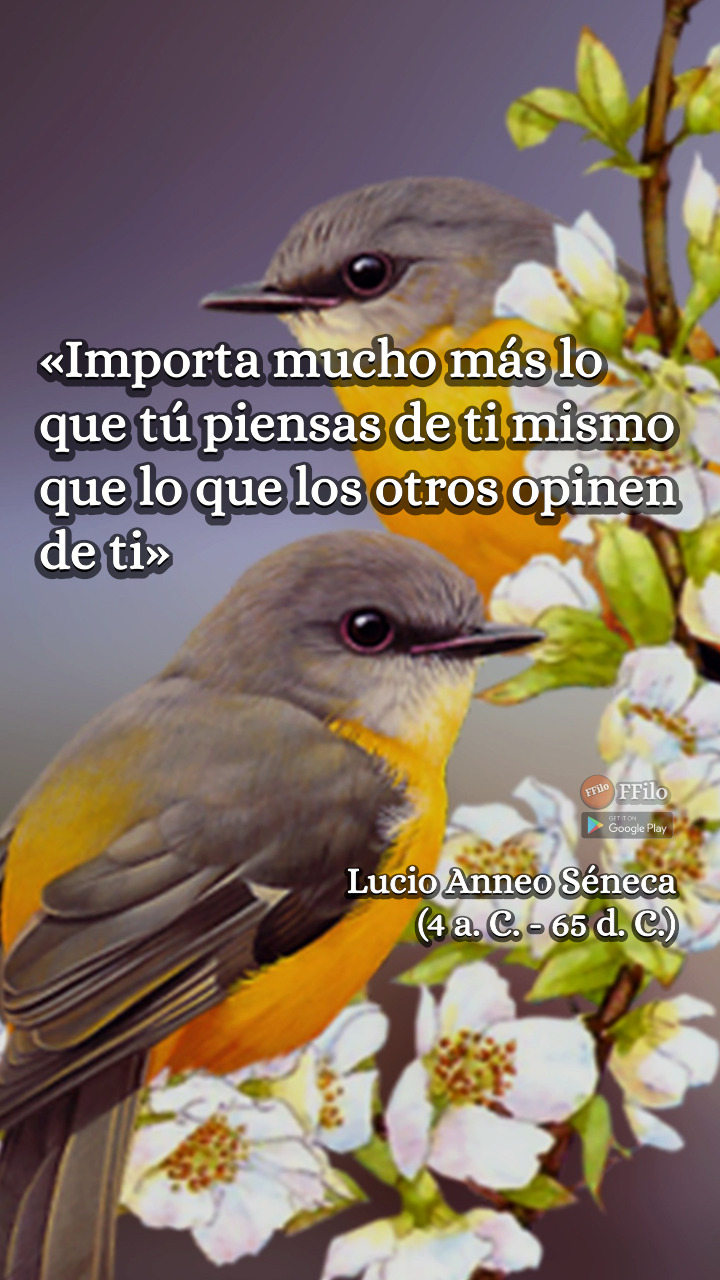 «Importa mucho más lo
que tú piensas de ti mismo
que lo que los otros opinen
de ti»
FFilo FFilo
GET IT ON
Google Play
Lucio Anneo Séneca
(4 a. C. - 65 d. C.)